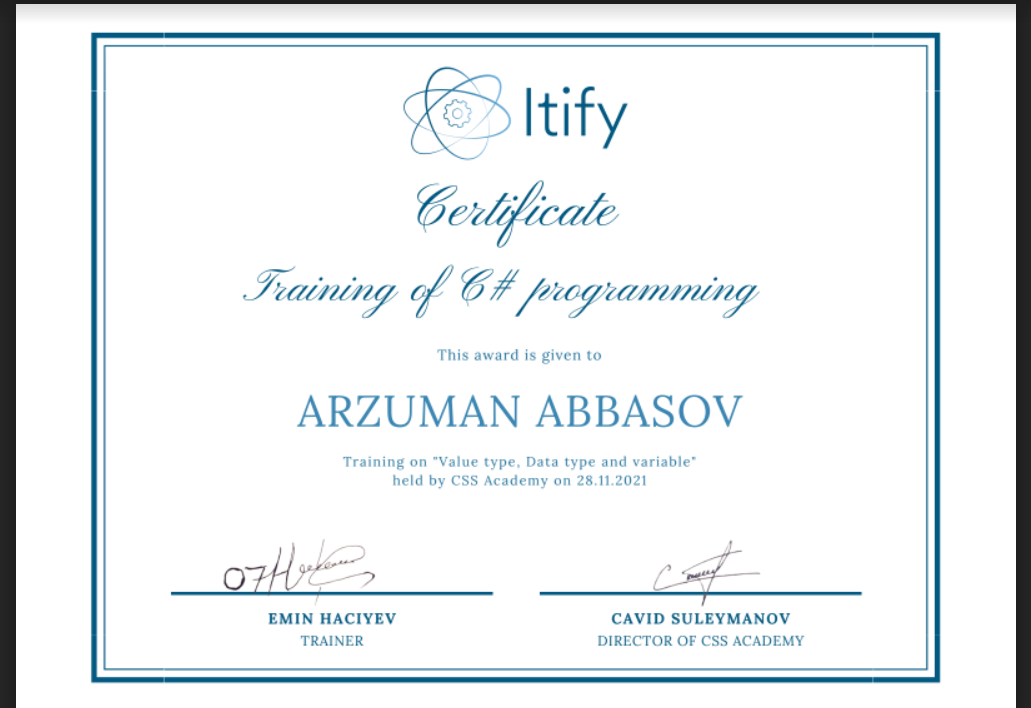 Itify
Certificate
Training of C# programming
This award is given to
ARZUMAN ABBASOV
Training on "Value type, Data type and variable"
held by CSS Academy on 28.11.2021
EMIN HACIYEV
TRAINER
CAVID SULEYMANOV
DIRECTOR OF CSS ACADEMY